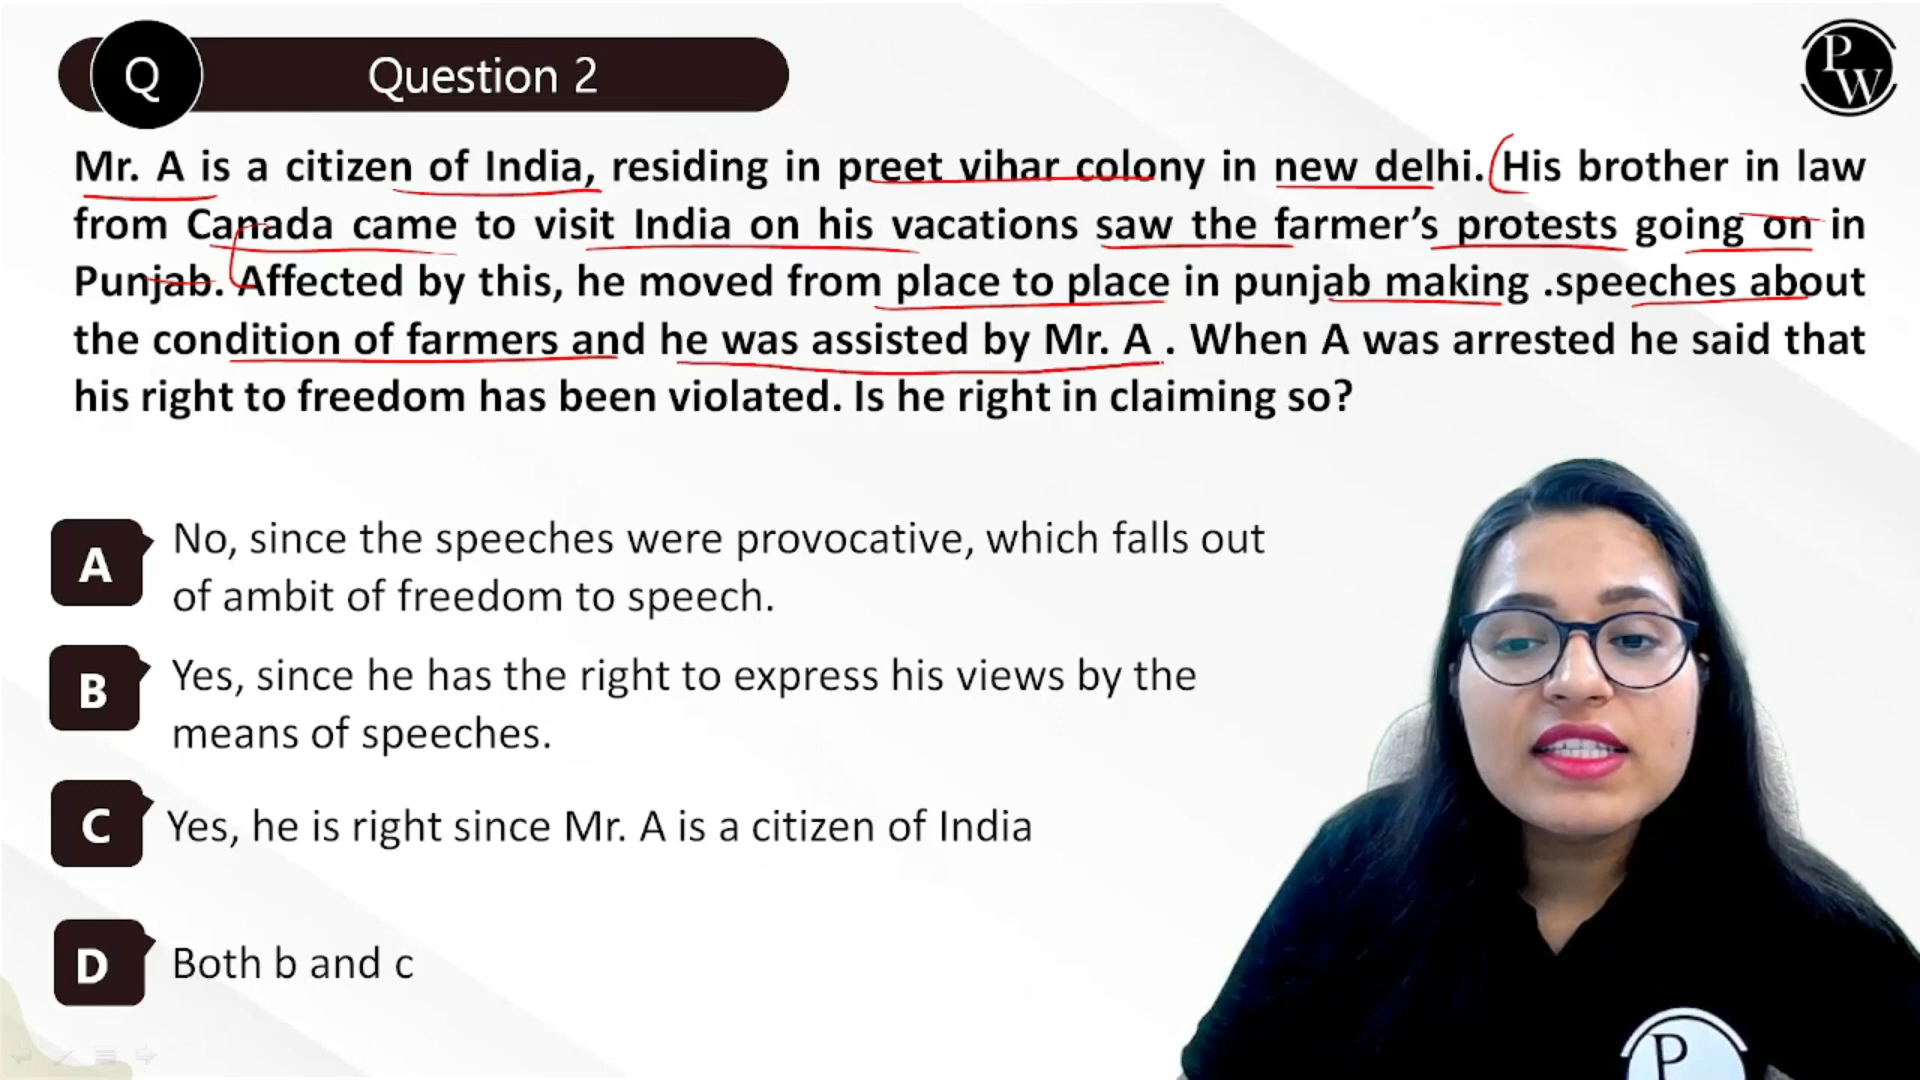 Q
Question 2
P
W
Mr. A is a citizen of India, residing in preet vihar colony in new delhi. His brother in law
from Canada came to visit India on his vacations saw the farmer’s protests going on in
Punjab. Affected by this, he moved from place to place in punjab making .speeches about
the condition of farmers and he was assisted by Mr. A . When A was arrested he said that
his right to freedom has been violated. Is he right in claiming so?
A
No, since the speeches were provocative, which falls out
of ambit of freedom to speech.
B
Yes, since he has the right to express his views by the
means of speeches.
C
Yes, he is right since Mr. A is a citizen of India
D
Both b and c
P